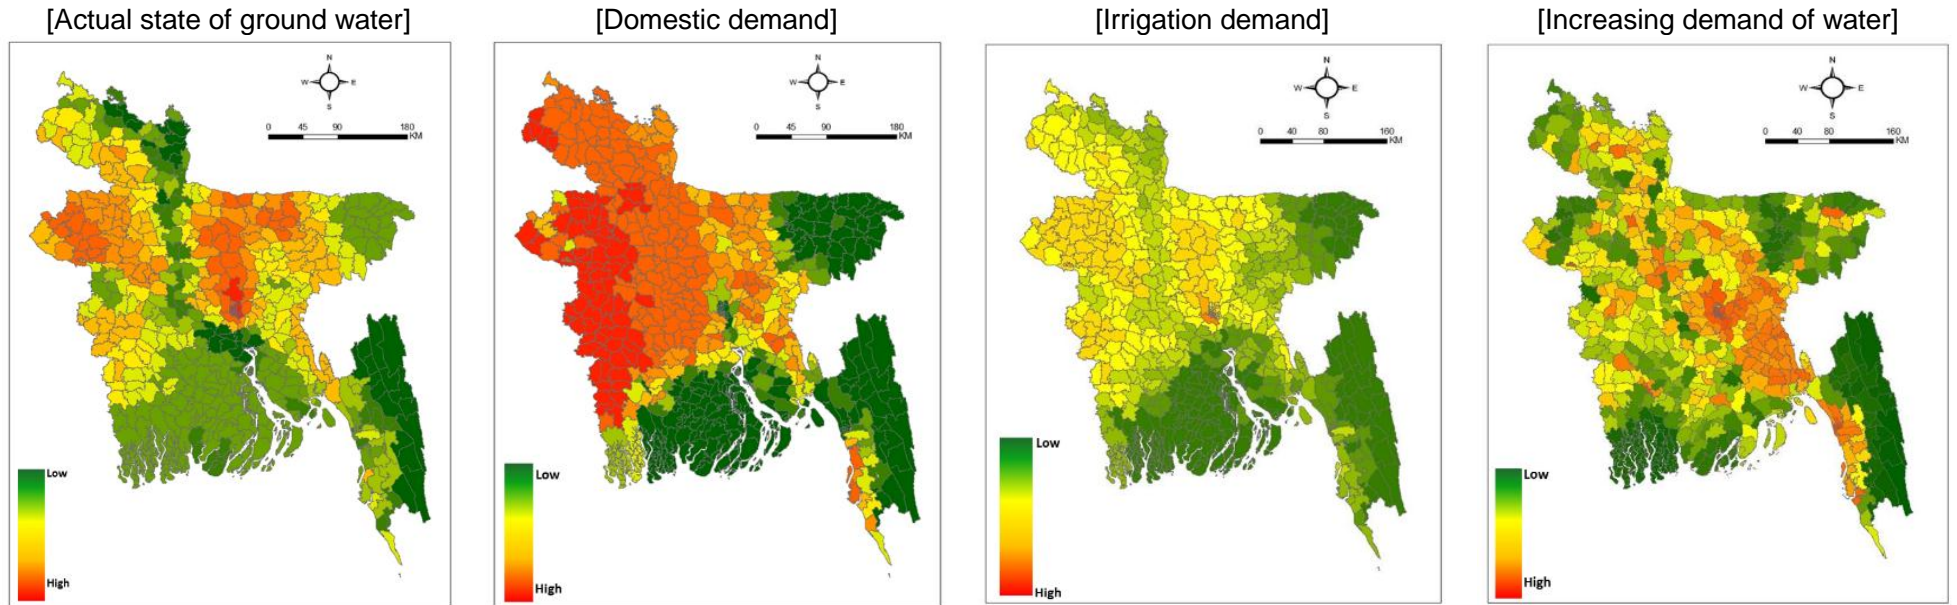 [Actual state of ground water]
N
W E
S
0 45 90 180
KM
Low
High
[Domestic demand]
N
W E
S
0 45 90 180
KM
Low
High
[Irrigation demand]
N
W E
S
0 40 80 160
KM
Low
High
[Increasing demand of water]
N
W E
S
0 40 80 160
KM
Low
High